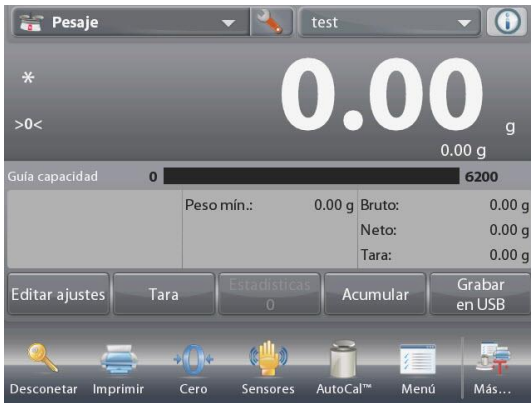 Pesaje test
*
0.00 g
>0<
0.00 g
Guía capacidad 0 6200
Peso mín.: 0.00 g Bruto: 0.00 g
Neto: 0.00 g
Tara: 0.00 g
Editar ajustes Tara Estadísticas 0 Acumular Grabar en USB
Desconetar Imprimir Cero Sensores AutoCal™ Menú Más...